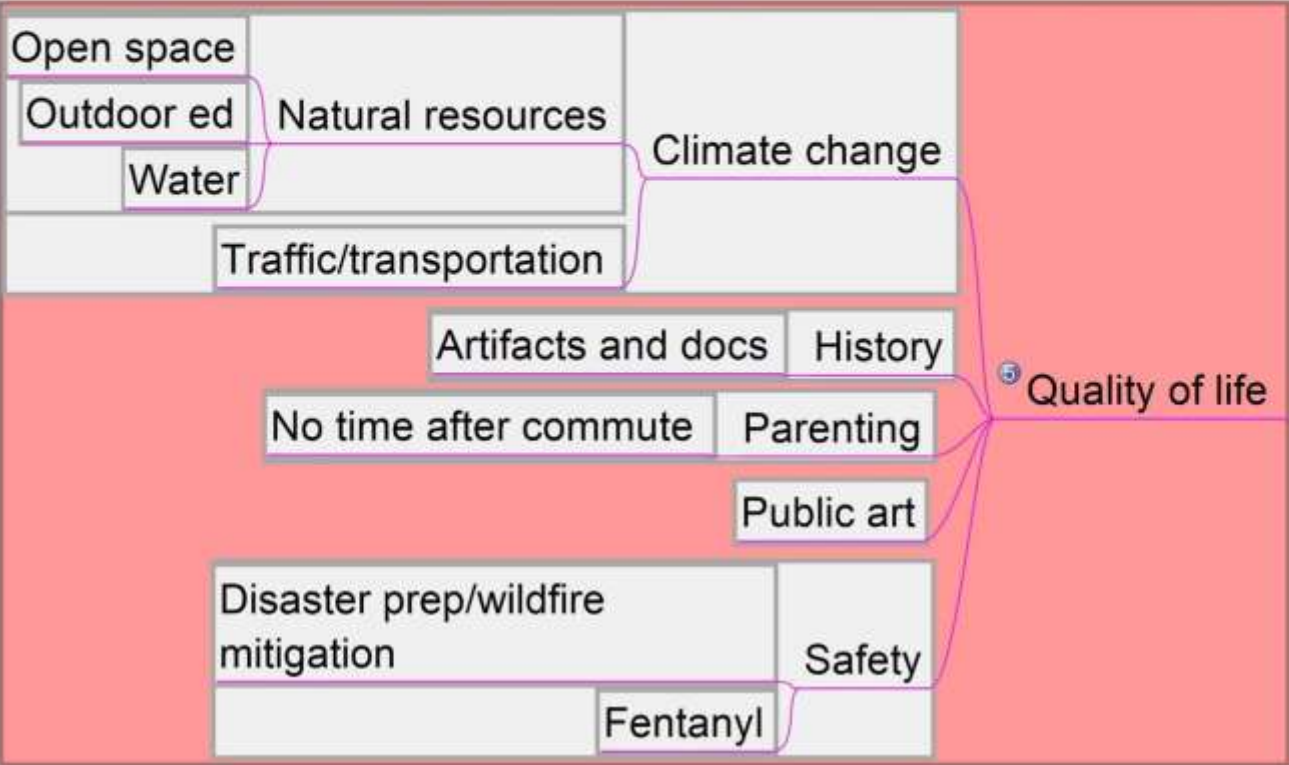 Open space
Outdoor ed
Natural resources
Water
Climate change
Traffic/transportation
Artifacts and docs
History
No time after commute
Parenting
Public art
Disaster prep/wildfire
mitigation
Safety
Fentanyl
5
Quality of life